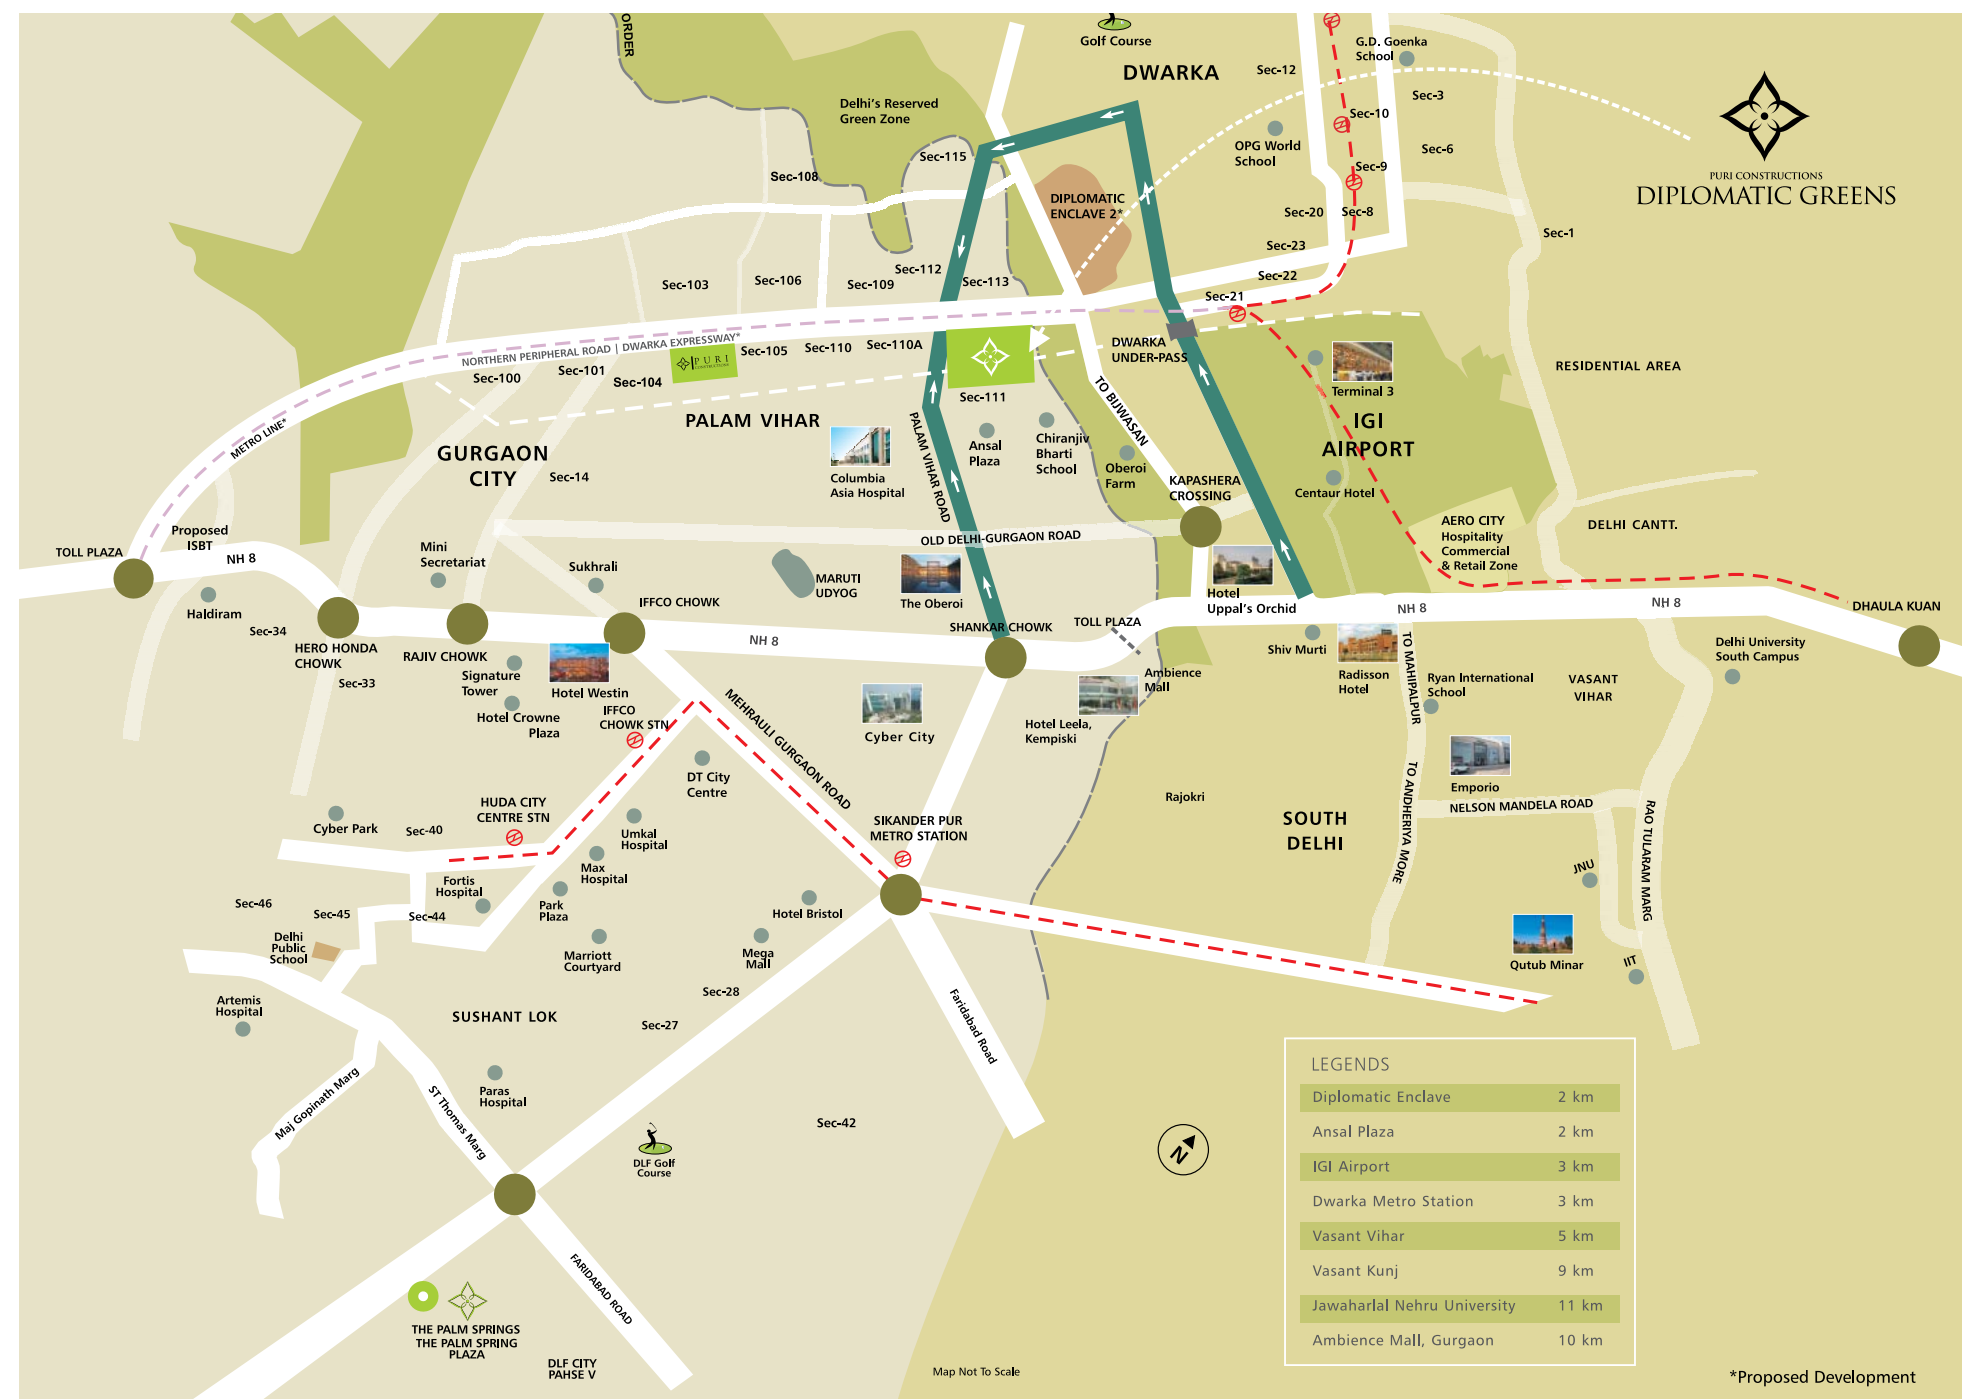 ORDER
Golf Course
DWARKA
Sec-12
G.D. Goenka
School
Sec-3
Sec-10
Sec-6
OPG World
School
Sec-9
Sec-20
Sec-8
Sec-23
Sec-22
Sec-21
Sec-1
PURI CONSTRUCTIONS
DIPLOMATIC GREENS
Delhi's Reserved
Green Zone
Sec-115
Sec-108
DIPLOMATIC
ENCLAVE 2*
Sec-103
Sec-106
Sec-109
Sec-112
Sec-113
NORTHERN PERIPHERAL ROAD | DWARKA EXPRESSWAY*
METRO LINE*
Sec-100
Sec-101
Sec-104
PURI
CONSTRUCTIONS
Sec-105
Sec-110
Sec-110A
Sec-111
DWARKA
UNDER-PASS
TO BIJWASAN
Terminal 3
IGI
AIRPORT
RESIDENTIAL AREA
PALAM VIHAR
GURGAON
CITY
Sec-14
Columbia
Asia Hospital
PALAM VIHAR ROAD
Ansal
Plaza
Chiranjiv
Bharti
School
Oberoi
Farm
KAPASHERA
CROSSING
Centaur Hotel
AERO CITY
Hospitality
Commercial
& Retail Zone
DELHI CANTT.
OLD DELHI-GURGAON ROAD
TOLL PLAZA
Proposed
ISBT
NH 8
Haldiram
Sec-34
HERO HONDA
CHOWK
Sec-33
Mini
Secretariat
RAJIV CHOWK
Sukhrali
IFFCO CHOWK
MARUTI
UDYOG
The Oberoi
NH 8
SHANKAR CHOWK
TOLL PLAZA
Hotel
Uppal's Orchid
NH 8
NH 8
DHAULA KUAN
Signature
Tower
Hotel Crowne
Plaza
Hotel Westin
IFFCO
CHOWK STN
MEHRAULI GURGAON ROAD
Cyber City
Hotel Leela,
Kempiski
Ambience
Mall
Shiv Murti
Radisson
Hotel
TO MAHIPALPUR
Ryan International
School
VASANT
VIHAR
Delhi University
South Campus
DT City
Centre
Emporio
NELSON MANDELA ROAD
TO ANDHERIYA MORE
RAO TULARAM MARG
Rajokri
SOUTH
DELHI
HUDA CITY
CENTRE STN
Cyber Park
Sec-40
Umkal
Hospital
Max
Hospital
SIKANDER PUR
METRO STATION
Fortis
Hospital
Park
Plaza
Hotel Bristol
JNU
IIT
Qutub Minar
Sec-46
Sec-45
Sec-44
Delhi
Public
School
Marriott
Courtyard
Mega
Mall
Sec-28
Sec-27
Artemis
Hospital
SUSHANT LOK
Faridabad Road
Maj Gopinath Marg
ST Thomas Marg
Paras
Hospital
Sec-42
DLF Golf
Course
N
FARIDABAD ROAD
THE PALM SPRINGS
THE PALM SPRING
PLAZA
DLF CITY
PAHSE V
Map Not To Scale
LEGENDS
Diplomatic Enclave 2 km
Ansal Plaza 2 km
IGI Airport 3 km
Dwarka Metro Station 3 km
Vasant Vihar 5 km
Vasant Kunj 9 km
Jawaharlal Nehru University 11 km
Ambience Mall, Gurgaon 10 km
*Proposed Development